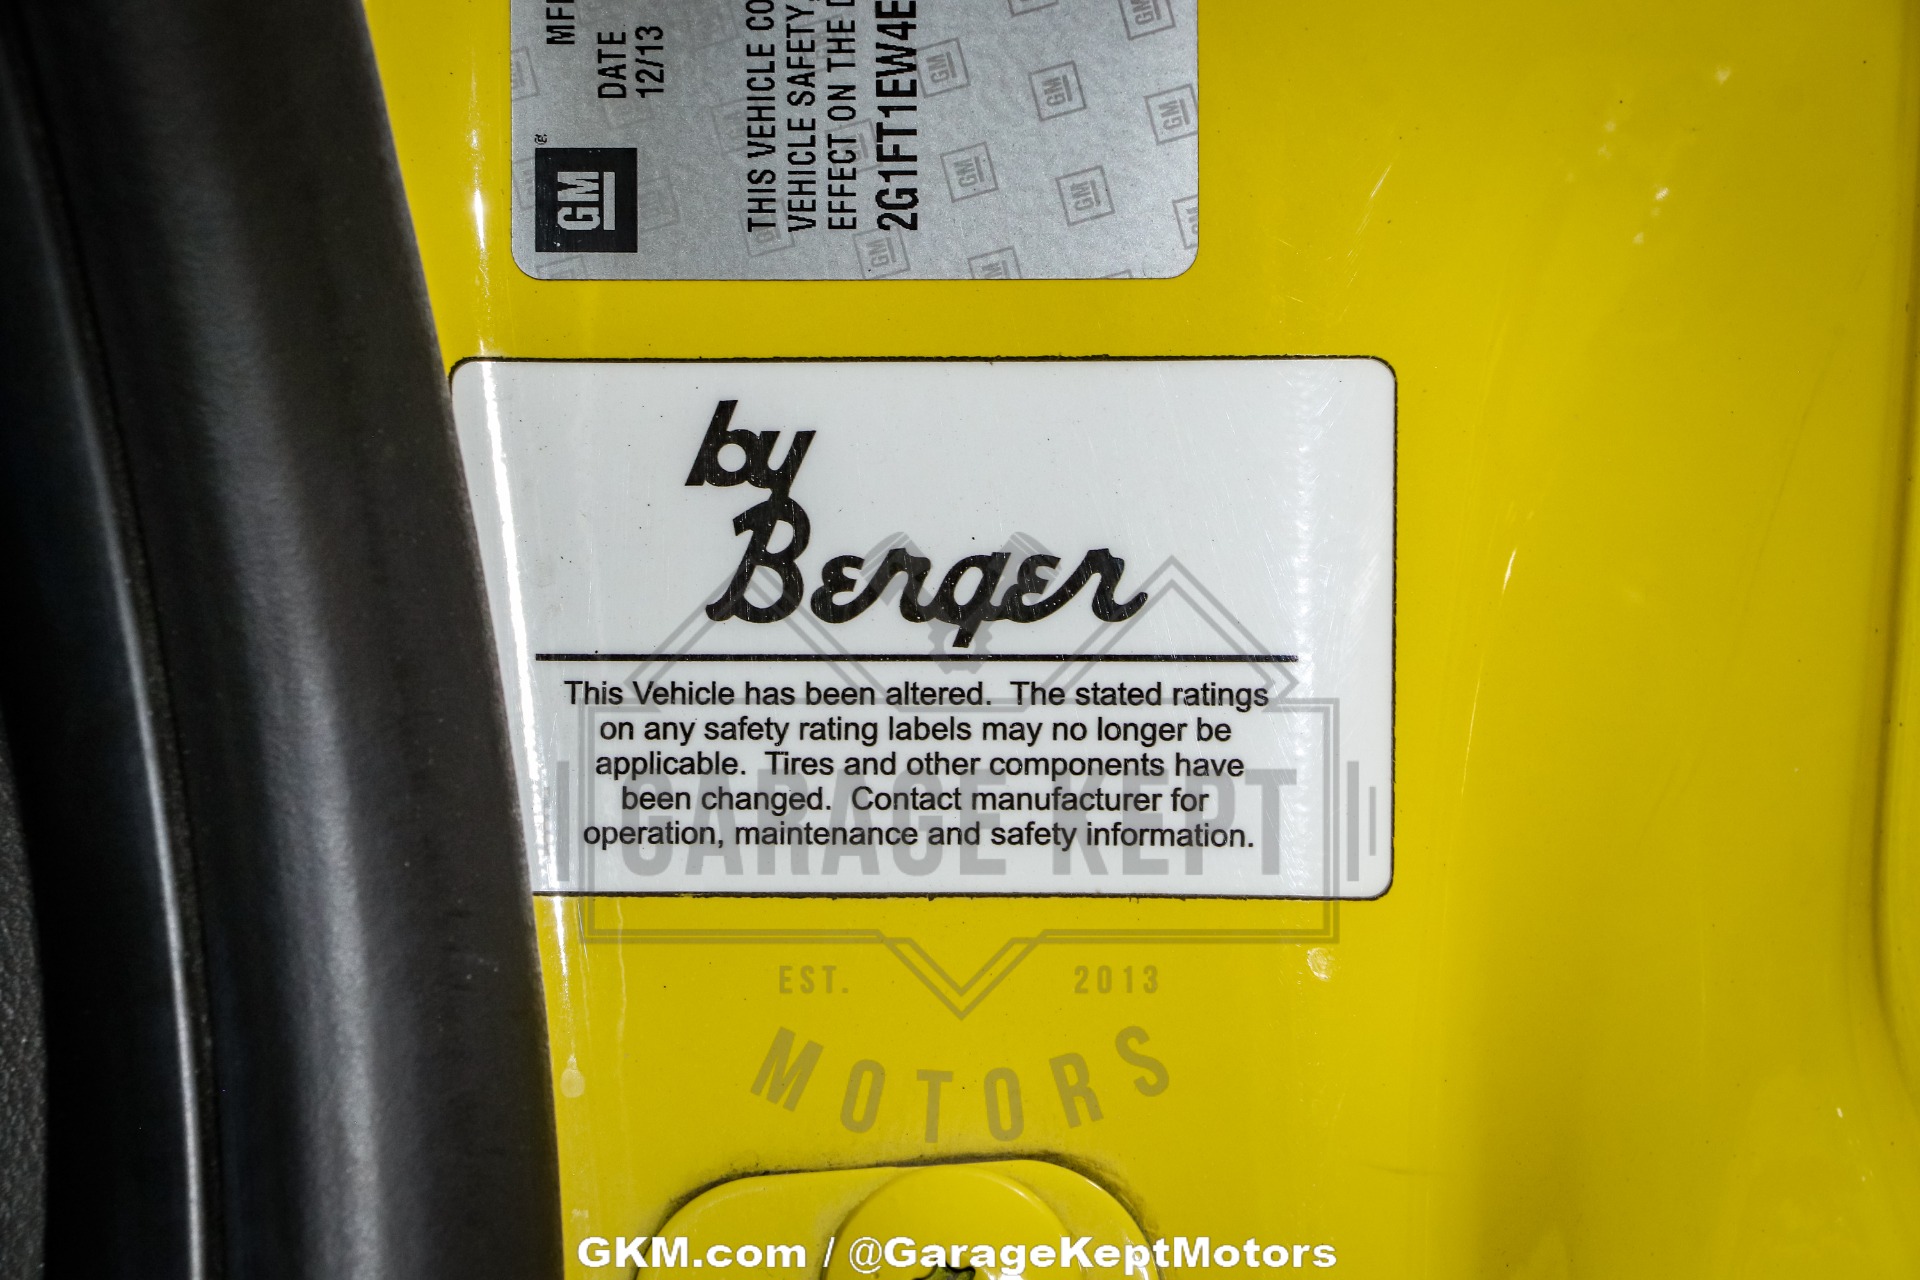 MF
DATE
12/13
GM
THIS VEHICLE CO
VEHICLE SAFETY,
EFFECT ON THE D
2G1FT1EW4E
by
Berger
This Vehicle has been altered. The stated ratings
on any safety rating labels may no longer be
applicable. Tires and other components have
been changed. Contact manufacturer for
operation, maintenance and safety information.
GARAGE KEPT
EST. 2013
MOTORS
GKM.com / @GarageKeptMotors